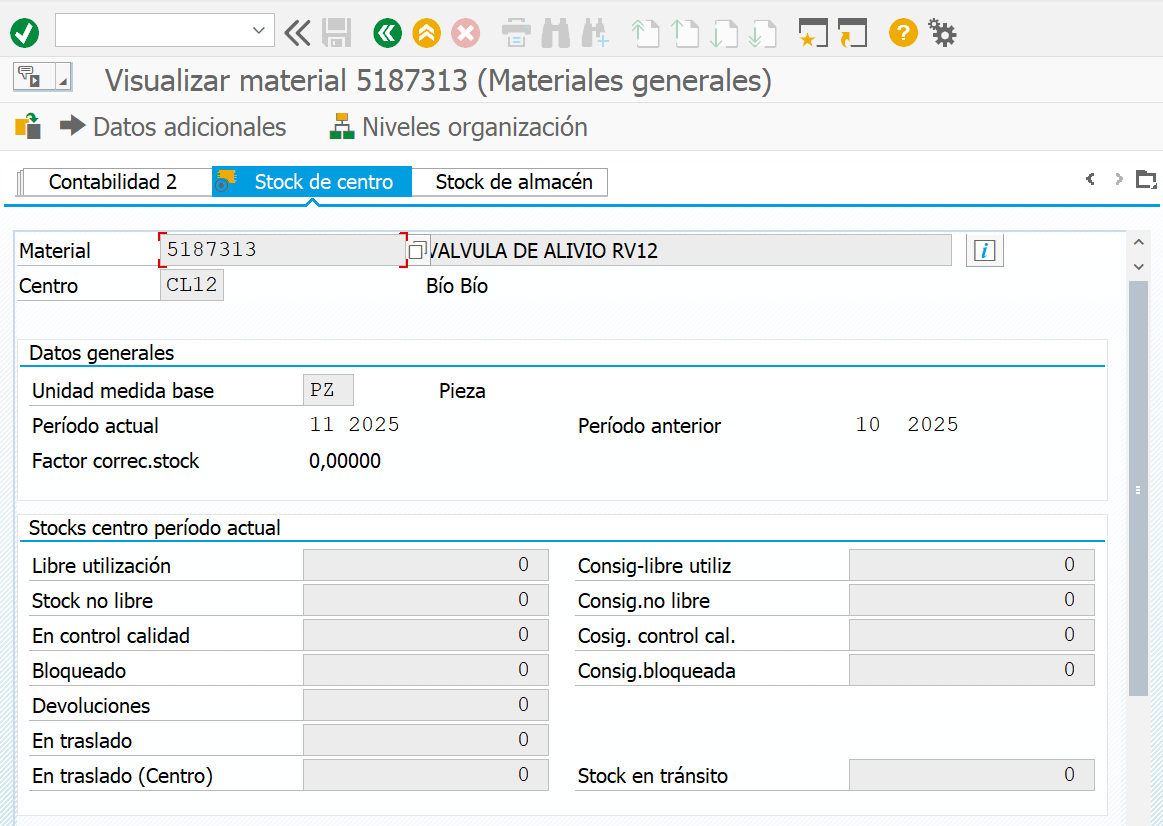 Visualizar material 5187313 (Materiales generales)
Datos adicionales Niveles organización
Contabilidad 2 Stock de centro Stock de almacén
Material 5187313 VALVULA DE ALIVIO RV12
Centro CL12 Bío Bío
Datos generales
Unidad medida base PZ Pieza
Período actual 11 2025 Período anterior 10 2025
Factor correc.stock 0,00000
Stocks centro período actual
Libre utilización 0 Consig-libre utiliz 0
Stock no libre 0 Consig.no libre 0
En control calidad 0 Cosig. control cal. 0
Bloqueado 0 Consig.bloqueada 0
Devoluciones 0
En traslado 0
En traslado (Centro) 0 Stock en tránsito 0